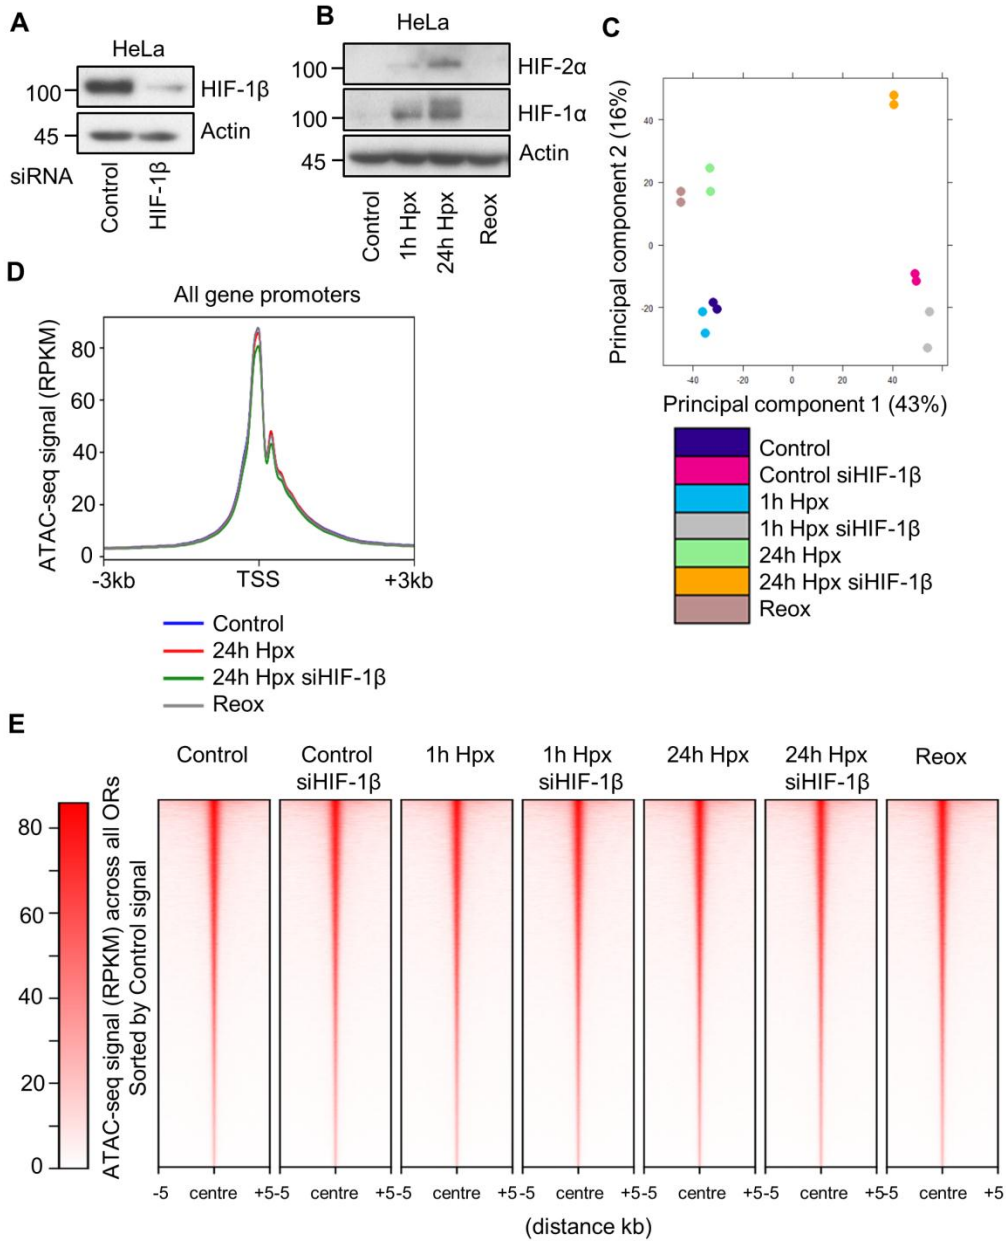 A
HeLa
100
HIF-1β
45
Actin
siRNA
Control
HIF-1β
B
HeLa
100
HIF-2α
100
HIF-1α
45
Actin
Control
1h Hpx
24h Hpx
Reox
C
Principal component 2 (16%)
40
20
0
-20
-40
-20
0
20
40
60
Principal component 1 (43%)
Control
Control siHIF-1β
1h Hpx
1h Hpx siHIF-1β
24h Hpx
24h Hpx siHIF-1β
Reox
D
All gene promoters
ATAC-seq signal (RPKM)
80
60
40
20
0
-3kb
TSS
+3kb
Control
24h Hpx
24h Hpx siHIF-1β
Reox
E
Control
Control
siHIF-1β
1h Hpx
1h Hpx
siHIF-1β
24h Hpx
24h Hpx
siHIF-1β
Reox
80
60
40
20
0
ATAC-seq signal (RPKM) across all ORs
Sorted by Control signal
-5 centre +5-5 centre +5-5 centre +5-5 centre +5-5 centre +5-5 centre +5-5 centre +5
(distance kb)